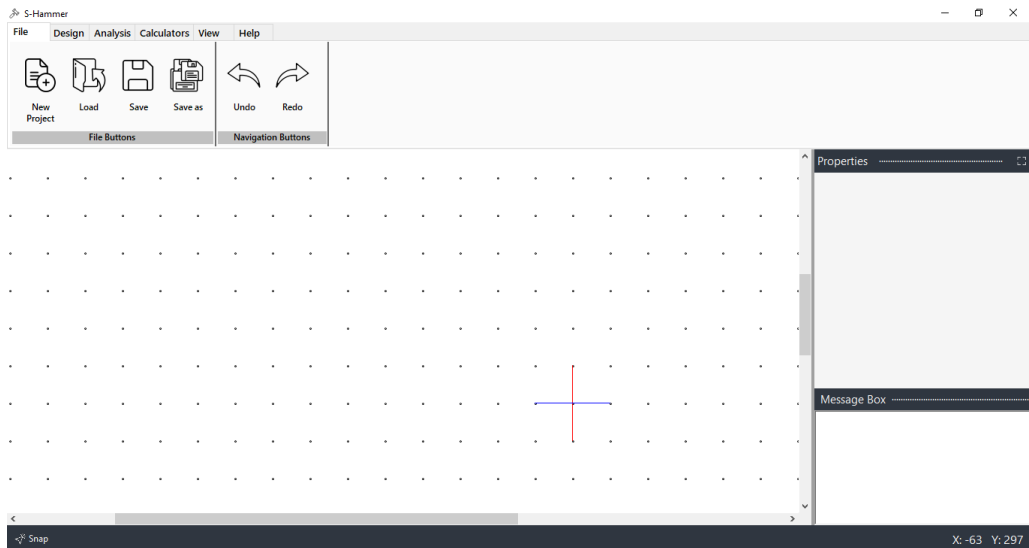 S-Hammer
File Design Analysis Calculators View Help
New Project Load Save Save as Undo Redo
File Buttons Navigation Buttons
Properties
Message Box
Snap X: -63 Y: 297